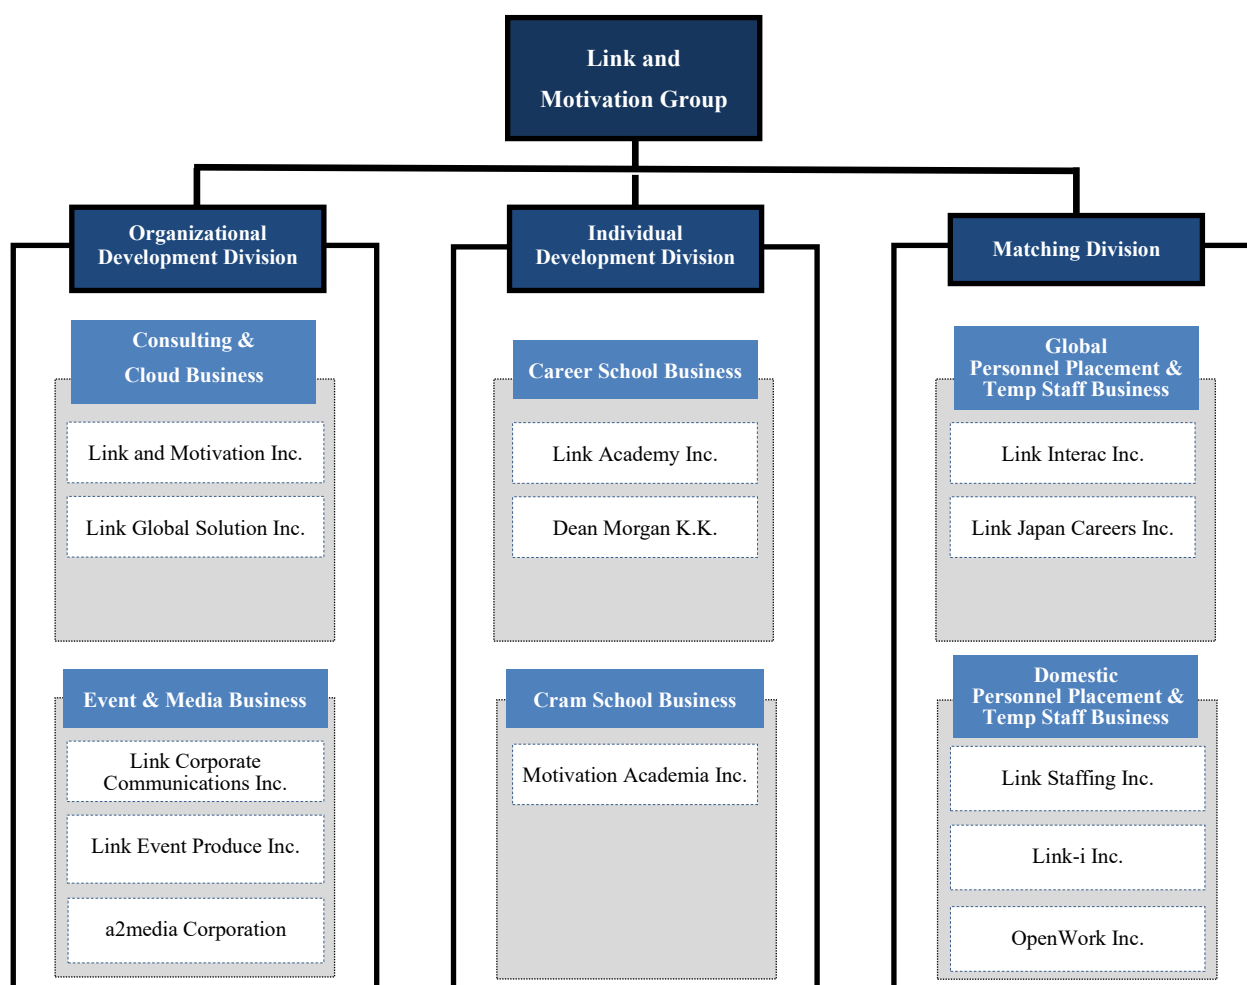 Link and
Motivation Group
Organizational
Development Division
Individual
Development Division
Matching Division
Consulting &
Cloud Business
Link and Motivation Inc.
Link Global Solution Inc.
Event & Media Business
Link Corporate
Communications Inc.
Link Event Produce Inc.
a2media Corporation
Career School Business
Link Academy Inc.
Dean Morgan K.K.
Cram School Business
Motivation Academia Inc.
Global
Personnel Placement &
Temp Staff Business
Link Interac Inc.
Link Japan Careers Inc.
Domestic
Personnel Placement &
Temp Staff Business
Link Staffing Inc.
Link-i Inc.
OpenWork Inc.